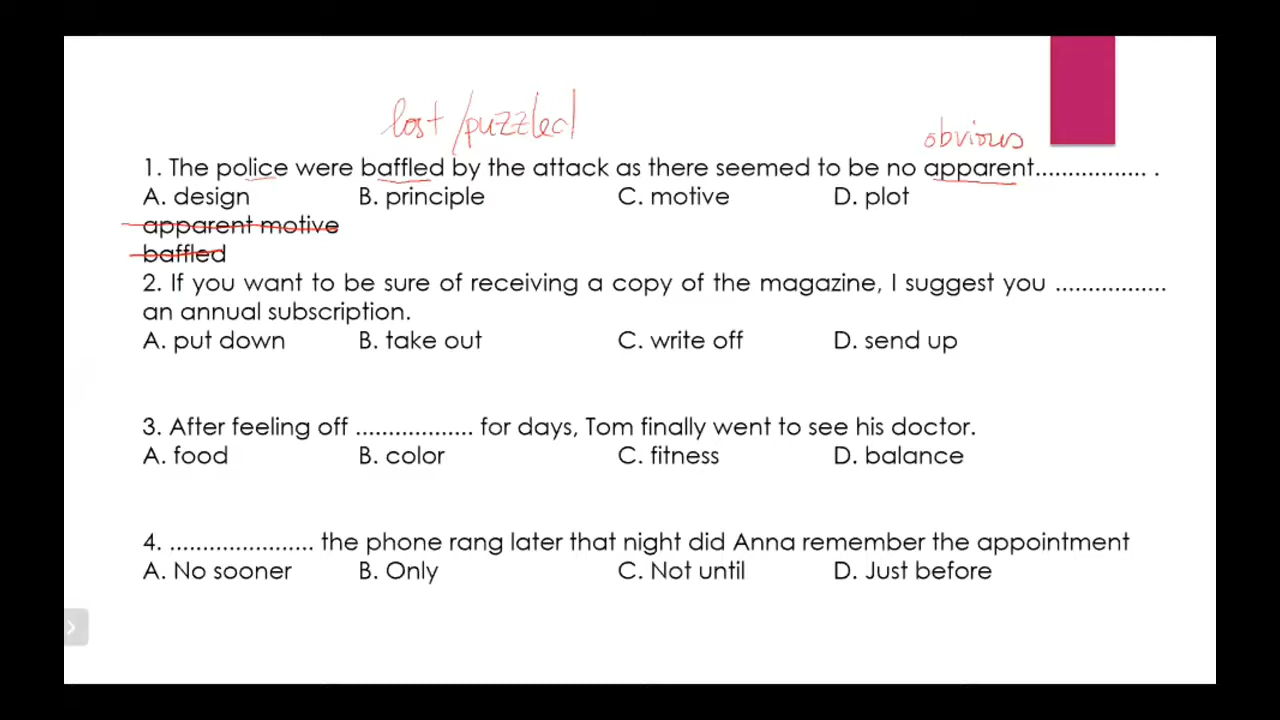 lost /puzzled
obvious
1. The police were baffled by the attack as there seemed to be no apparent................. .
A. design B. principle C. motive D. plot
apparent motive
baffled
2. If you want to be sure of receiving a copy of the magazine, I suggest you .................
an annual subscription.
A. put down B. take out C. write off D. send up
3. After feeling off .................. for days, Tom finally went to see his doctor.
A. food B. color C. fitness D. balance
4. ...................... the phone rang later that night did Anna remember the appointment
A. No sooner B. Only C. Not until D. Just before